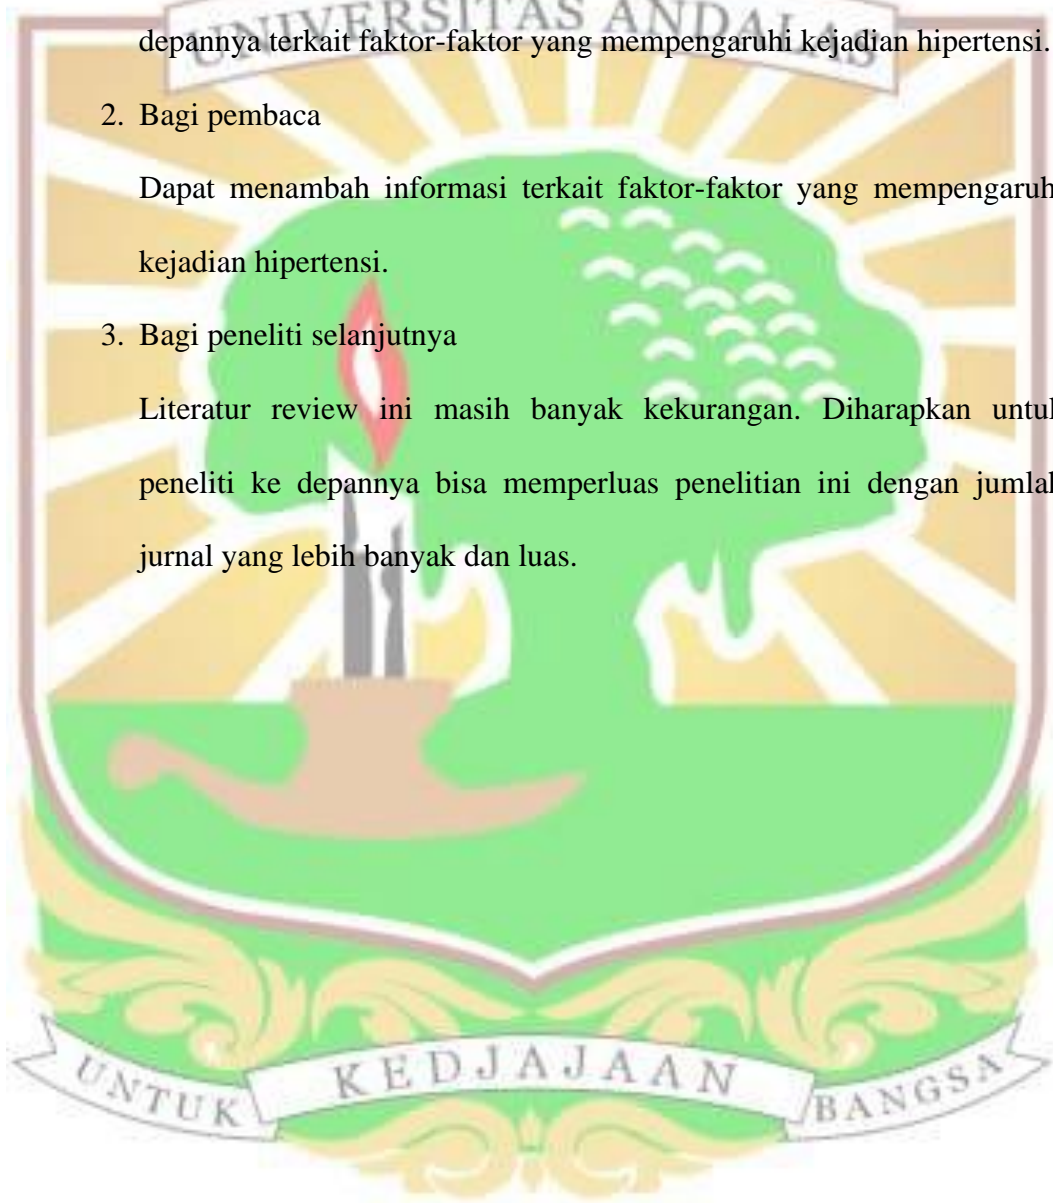 UNIVERSITAS ANDALAS
depannya terkait faktor-faktor yang mempengaruhi kejadian hipertensi.
2. Bagi pembaca
Dapat menambah informasi terkait faktor-faktor yang mempengaruh
kejadian hipertensi.
3. Bagi peneliti selanjutnya
Literatur review ini masih banyak kekurangan. Diharapkan untu
peneliti ke depannya bisa memperluas penelitian ini dengan jumla
jurnal yang lebih banyak dan luas.
UNTUK KEDJAJAAN BANGSA